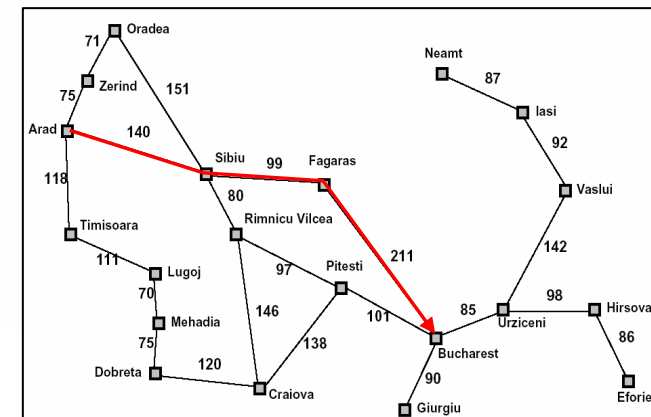 Oradea
71
Neamt
87
Zerind
75
151
Iasi
Arad
140
92
Sibiu
99
Fagaras
118
80
Vaslui
Timisoara
Rimnicu Vilcea
111
142
211
Lugoj
97
Pitesti
70
98
Hirsova
146
101
85
Urziceni
Mehadia
138
86
75
Bucharest
120
Dobreta
90
Craiova
Eforie
Giurgiu